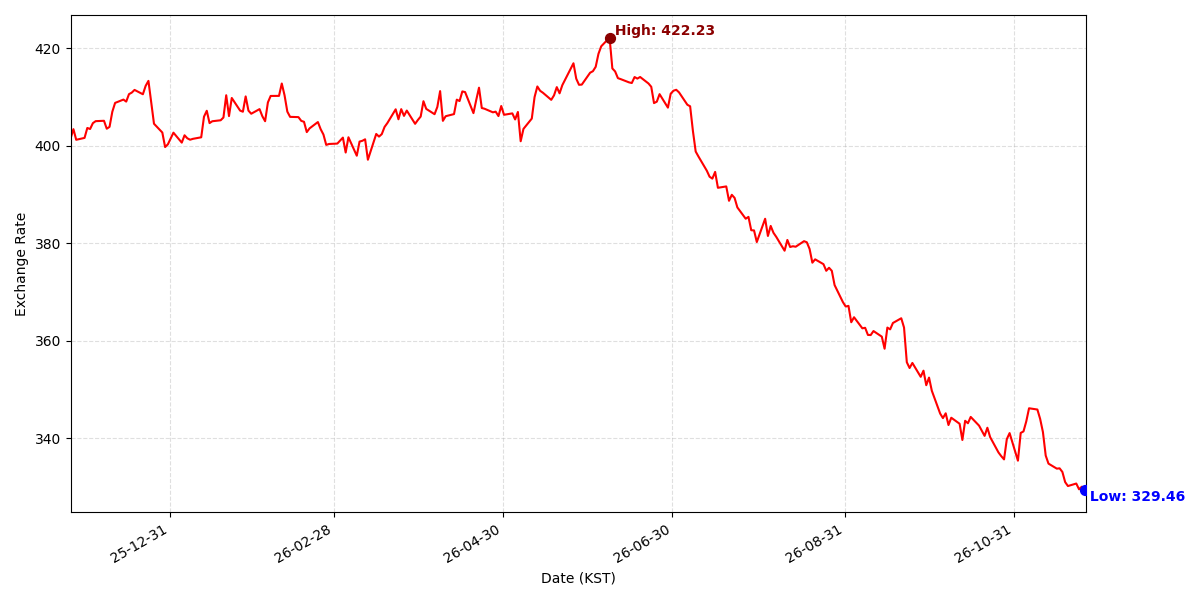 High: 422.23
420
400
380
360
340
Exchange Rate
Low: 329.46
25-12-31
26-02-28
26-04-30
26-06-30
26-08-31
26-10-31
Date (KST)